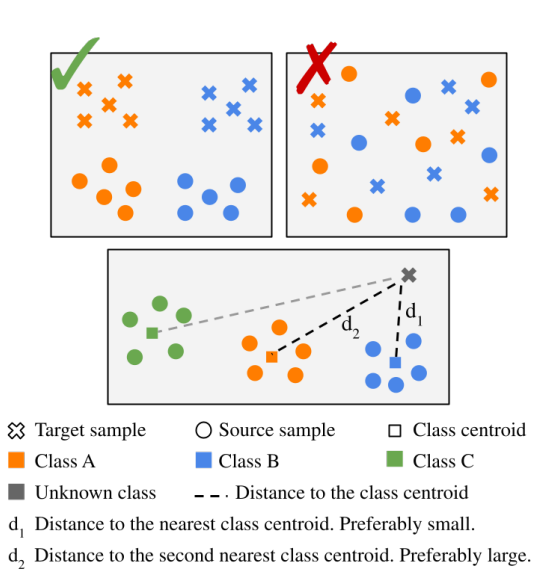 d2
d1
Target sample Source sample Class centroid
Class A Class B Class C
Unknown class Distance to the class centroid
d1 Distance to the nearest class centroid. Preferably small.
d2 Distance to the second nearest class centroid. Preferably large.